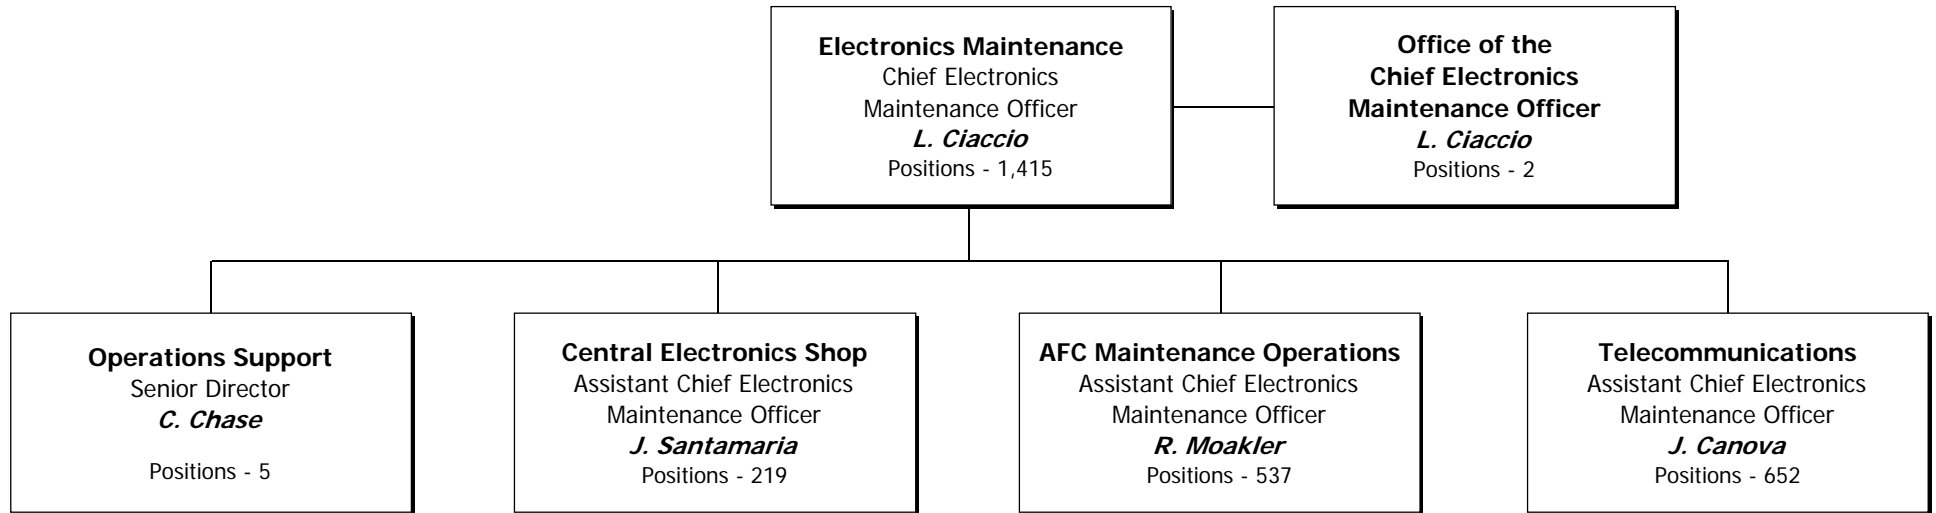 Electronics Maintenance
Chief Electronics
Maintenance Officer
L. Ciaccio
Positions - 1,415
Office of the
Chief Electronics
Maintenance Officer
L. Ciaccio
Positions - 2
Operations Support
Senior Director
C. Chase
Positions - 5
Central Electronics Shop
Assistant Chief Electronics
Maintenance Officer
J. Santamaria
Positions - 219
AFC Maintenance Operations
Assistant Chief Electronics
Maintenance Officer
R. Moakler
Positions - 537
Telecommunications
Assistant Chief Electronics
Maintenance Officer
J. Canova
Positions - 652